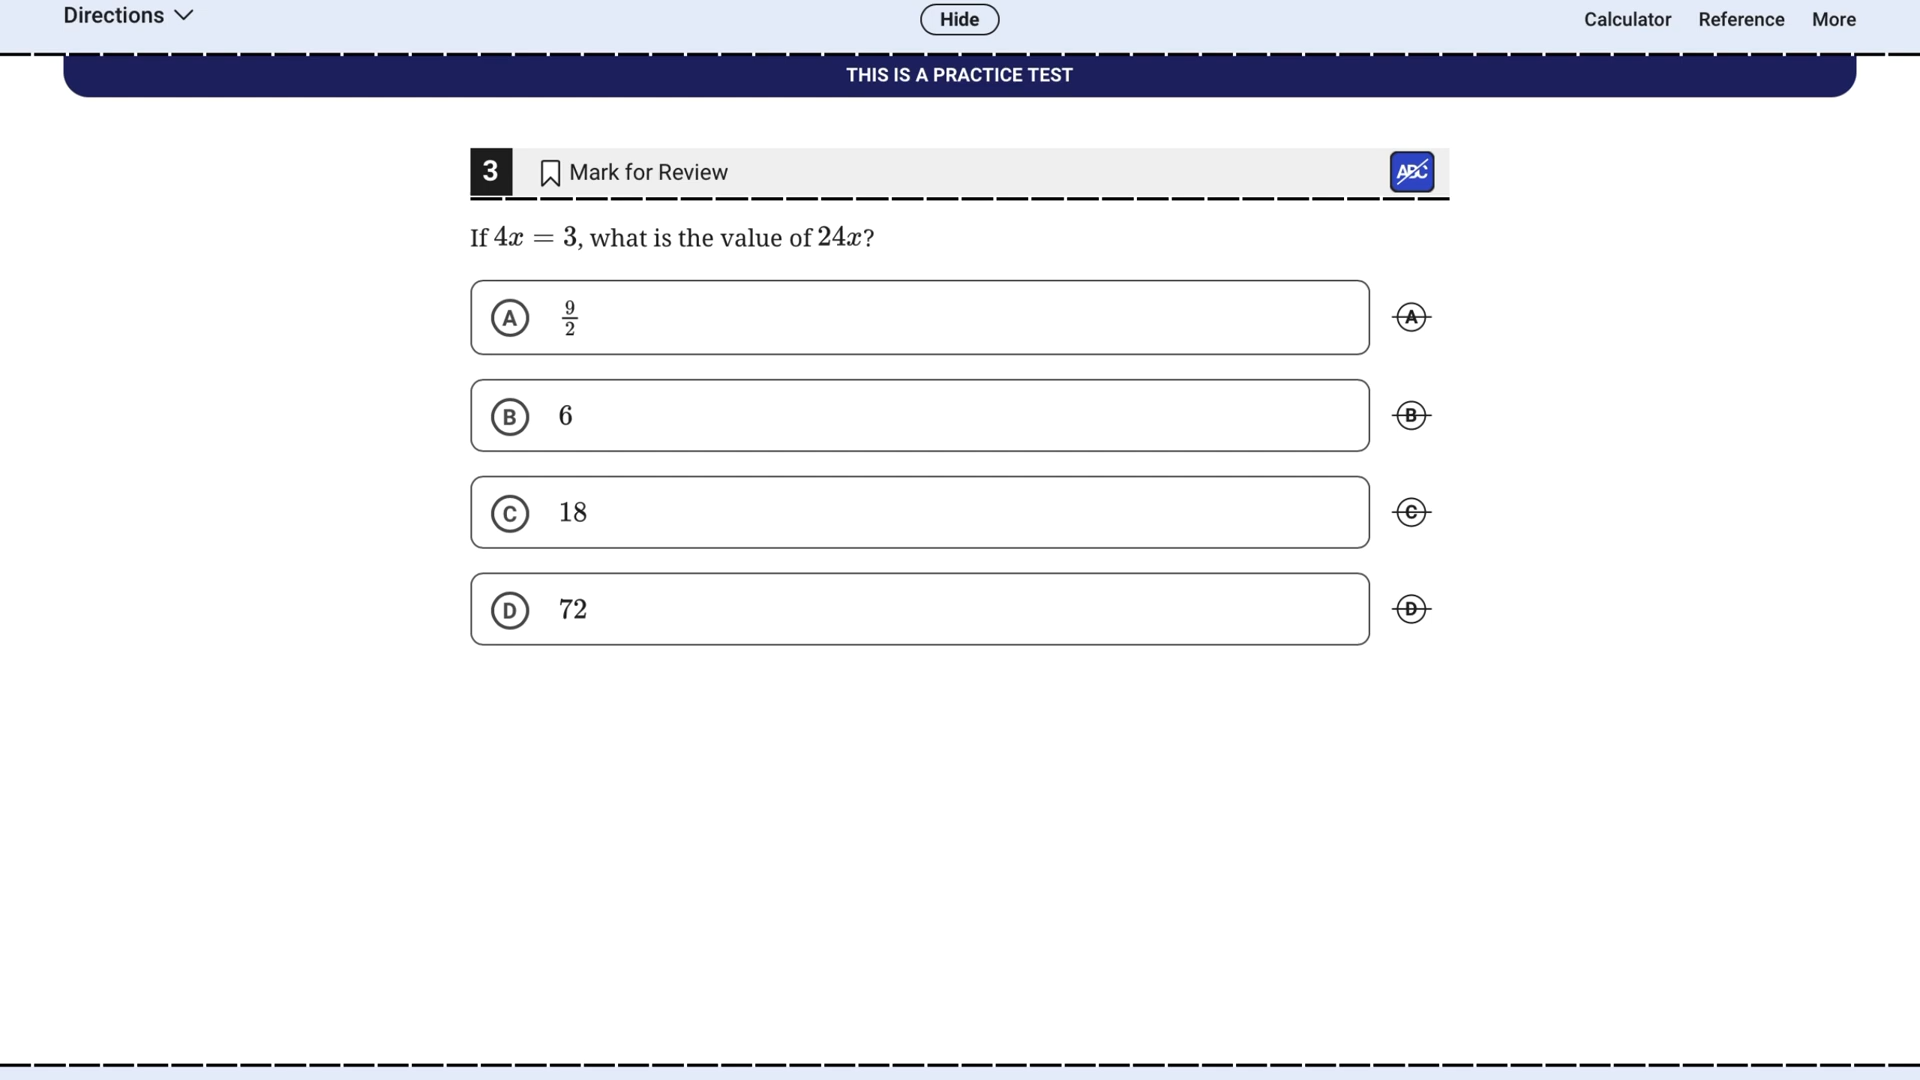 Directions
Hide
Calculator Reference More
THIS IS A PRACTICE TEST
3 Mark for Review ABC
If 4x = 3, what is the value of 24x?
A 9/2 A
B 6 B
C 18 C
D 72 D